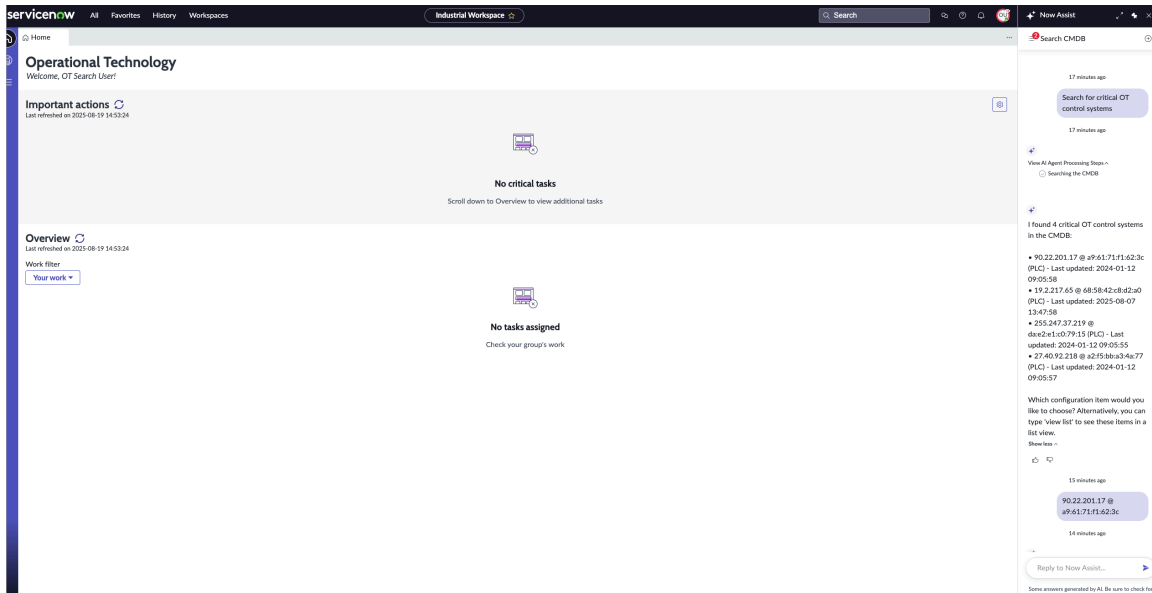 servicenow
All Favorites History Workspaces
Industrial Workspace
Search
Now Assist
Home
2
Search CMDB
Operational Technology
Welcome, OT Search User!
Important actions
Last refreshed on 2025-08-19 14:53:24
No critical tasks
Scroll down to Overview to view additional tasks
Overview
Last refreshed on 2025-08-19 14:53:24
Work filter
Your work
No tasks assigned
Check your group's work
17 minutes ago
Search for critical OT
control systems
17 minutes ago
View AI Agent Processing Steps
Searching the CMDB
I found 4 critical OT control systems
in the CMDB:
• 90.22.201.17 @ a9:61:71:f1:62:3c
(PLC) - Last updated: 2024-01-12
09:05:58
• 19.2.217.65 @ 68:58:42:c8:d2:a0
(PLC) - Last updated: 2025-08-07
13:47:58
• 255.247.37.219 @
da:e2:e1:c0:79:15 (PLC) - Last
updated: 2024-01-12 09:05:55
• 27.40.92.218 @ a2:f5:bb:a3:4a:77
(PLC) - Last updated: 2024-01-12
09:05:57
Which configuration item would you
like to choose? Alternatively, you can
type 'view list' to see these items in a
list view.
Show less
15 minutes ago
90.22.201.17 @
a9:61:71:f1:62:3c
14 minutes ago
Reply to Now Assist...
Some answers generated by AI. Be sure to check for